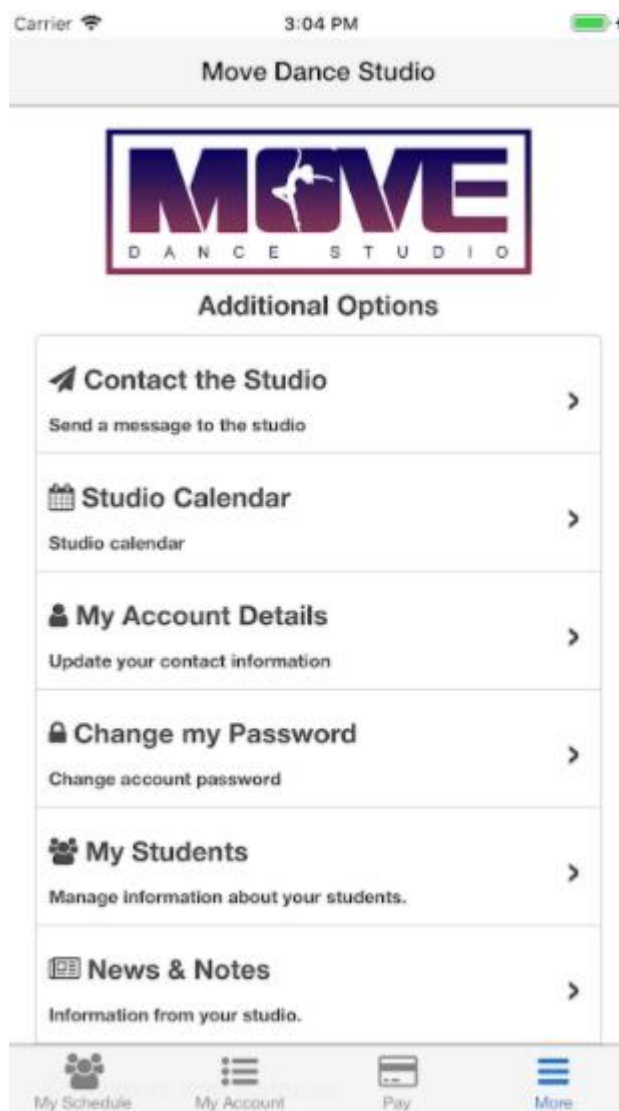 Carrier
3:04 PM
Move Dance Studio
MOVE
DANCE STUDIO
Additional Options
Contact the Studio
Send a message to the studio
Studio Calendar
Studio calendar
My Account Details
Update your contact information
Change my Password
Change account password
My Students
Manage information about your students.
News & Notes
Information from your studio.
My Schedule My Account Pay More